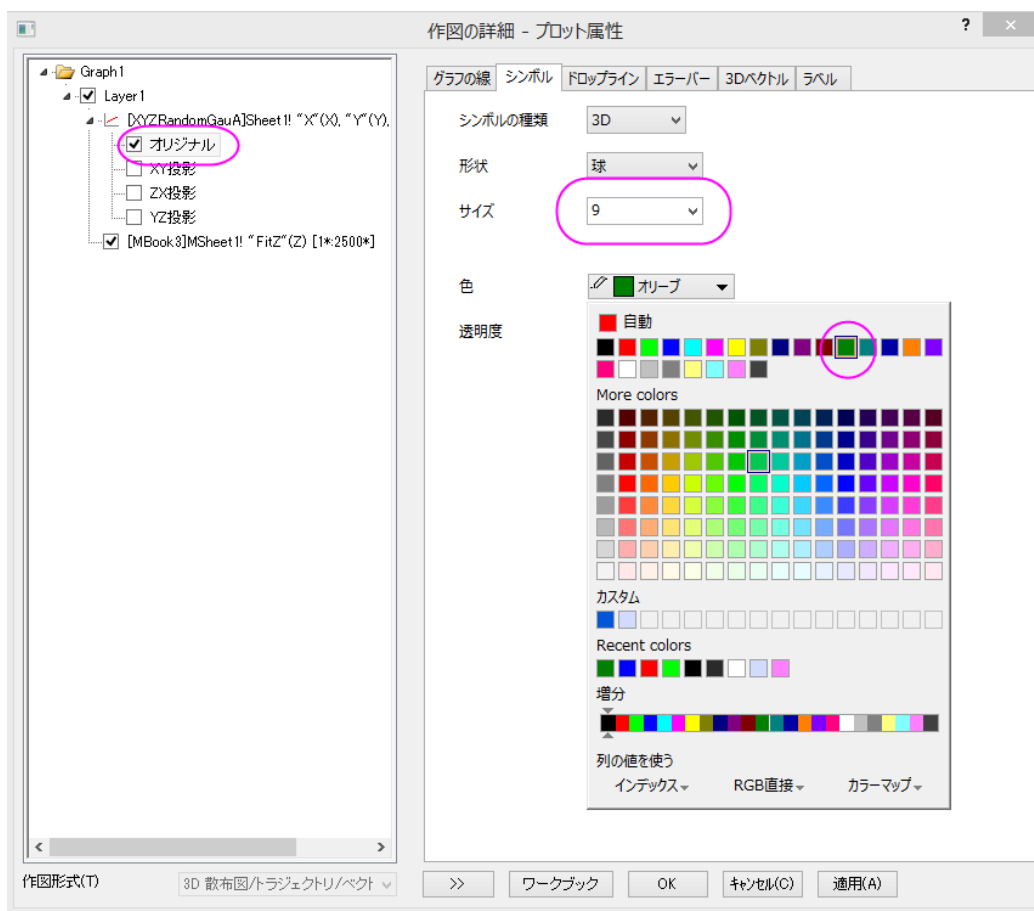 作図の詳細 - プロット属性
?
Graph1
Layer1
[XYZRandomGauA]Sheet1! "X"(X), "Y"(Y),
オリジナル
XY投影
ZX投影
YZ投影
[MBook3]MSheet1! "FitZ"(Z) [1*:2500*]
グラフの線 シンボル ドロップライン エラーバー 3Dベクトル ラベル
シンボルの種類 3D
形状 球
サイズ 9
色 オリーブ
透明度
自動
More colors
カスタム
Recent colors
増分
列の値を使う
インデックス RGB直接 カラーマップ
作図形式(T) 3D 散布図/トラジェクトリ/ベクト
>> ワークブック OK キャンセル(C) 適用(A)